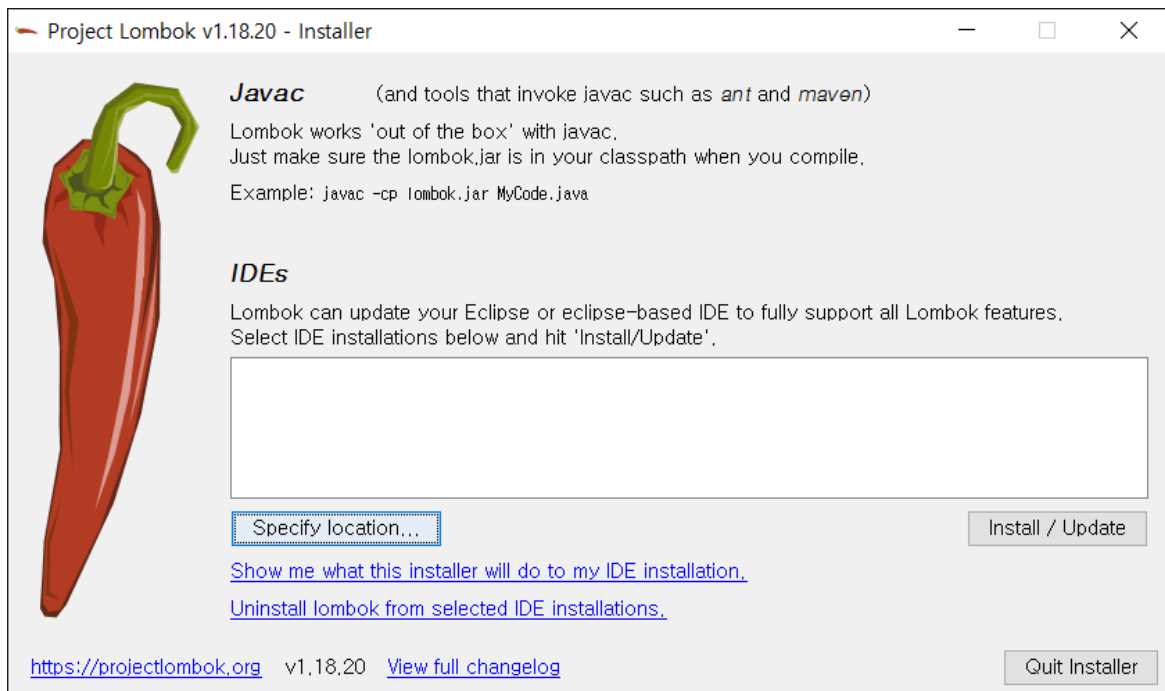 Project Lombok v1.18.20 - Installer
Javac (and tools that invoke javac such as ant and maven)
Lombok works 'out of the box' with javac.
Just make sure the lombok.jar is in your classpath when you compile.
Example: javac -cp lombok.jar MyCode.java
IDEs
Lombok can update your Eclipse or eclipse-based IDE to fully support all Lombok features.
Select IDE installations below and hit 'Install/Update'.
Specify location...
Install / Update
Show me what this installer will do to my IDE installation.
Uninstall lombok from selected IDE installations.
https://projectlombok.org v1.18.20 View full changelog
Quit Installer